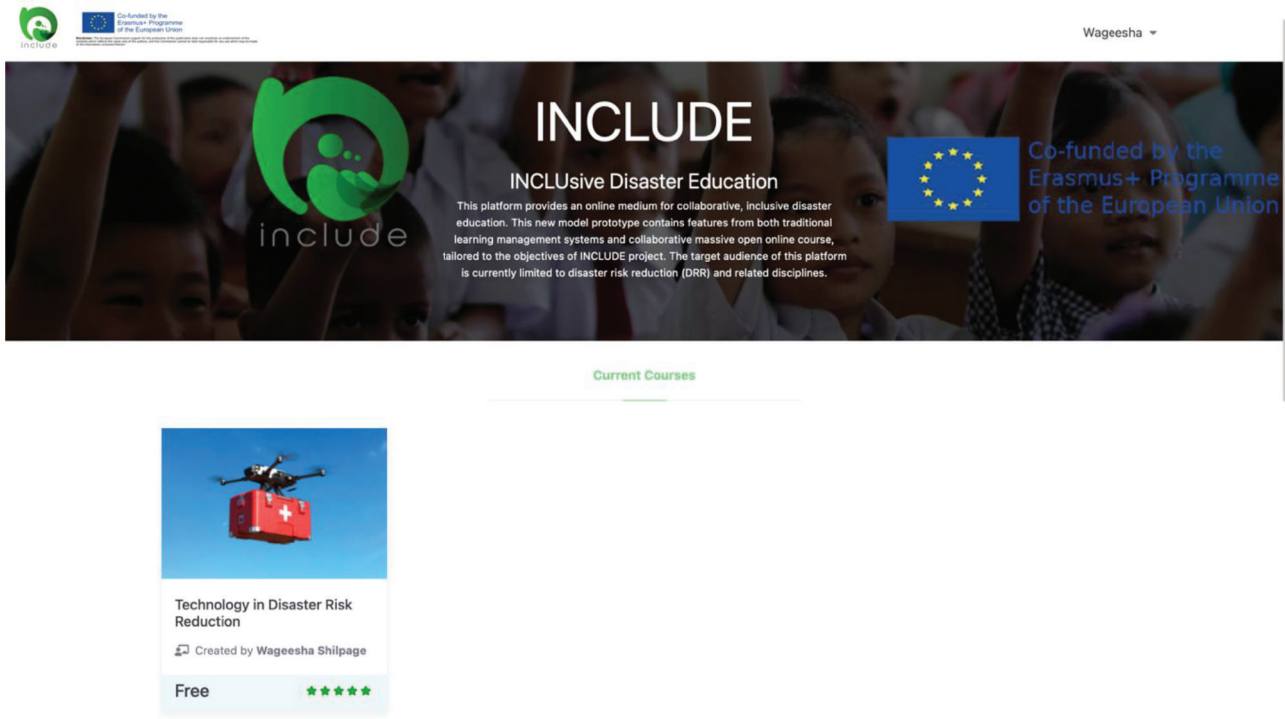 include
Co-funded by the
Erasmus+ Programme
of the European Union
Wageesha
include
INCLUDE
INCLUsive Disaster Education
This platform provides an online medium for collaborative, inclusive disaster
education. This new model prototype contains features from both traditional
learning management systems and collaborative massive open online course,
tailored to the objectives of INCLUDE project. The target audience of this platform
is currently limited to disaster risk reduction (DRR) and related disciplines.
Co-funded by the
Erasmus+ Programme
of the European Union
Current Courses
Technology in Disaster Risk
Reduction
Created by Wageesha Shilpage
Free